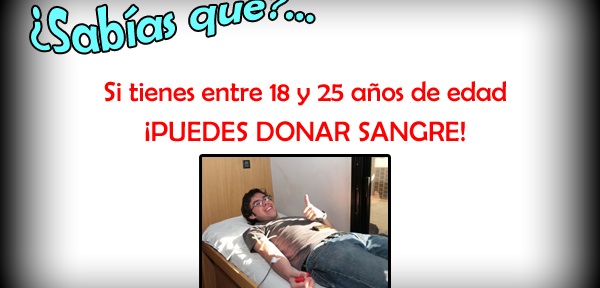 ¿Sabías que?...
Si tienes entre 18 y 25 años de edad
¡PUEDES DONAR SANGRE!